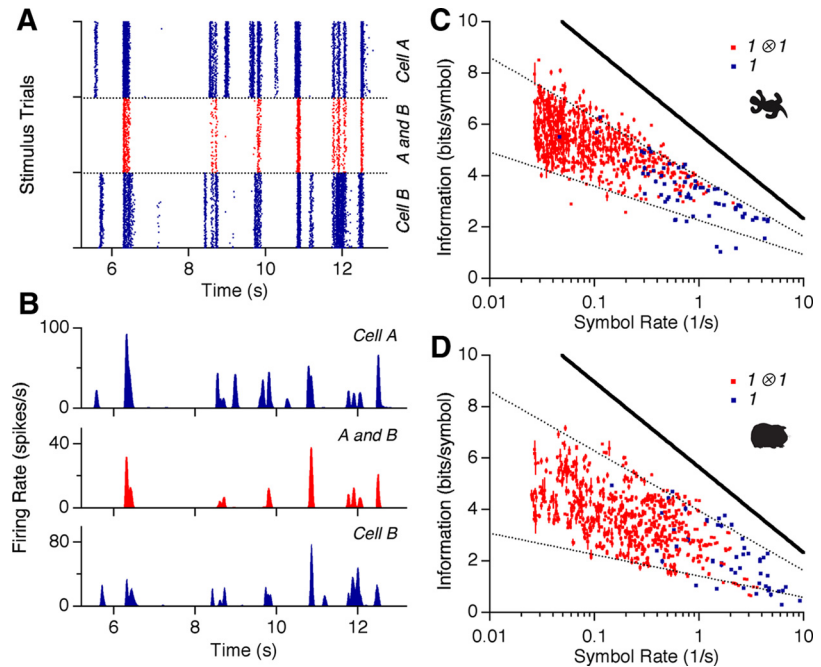 A
Stimulus Trials
Cell A
A and B
Cell B
6 8 10 12
Time (s)
B
Firing Rate (spikes/s)
100
0
Cell A
40
0
A and B
80
0
Cell B
6 8 10 12
Time (s)
C
Information (bits/symbol)
10
8
6
4
2
0
1 ⊗ 1
1
0.01 0.1 1 10
Symbol Rate (1/s)
D
Information (bits/symbol)
10
8
6
4
2
0
1 ⊗ 1
1
0.01 0.1 1 10
Symbol Rate (1/s)